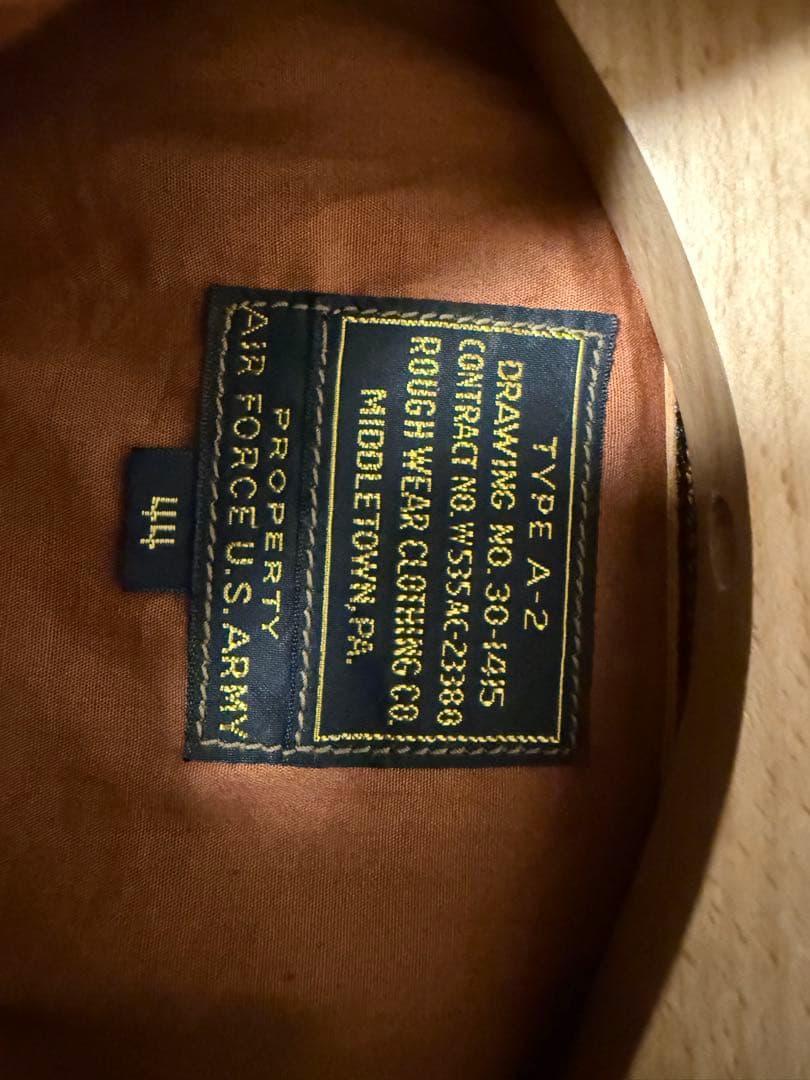 TYPE A-2
DRAWING NO. 30-1415
CONTRACT NO. W535AC-23380
ROUGH WEAR CLOTHING CO.
MIDDLETOWN, PA.
PROPERTY
AIR FORCE U.S. ARMY
44